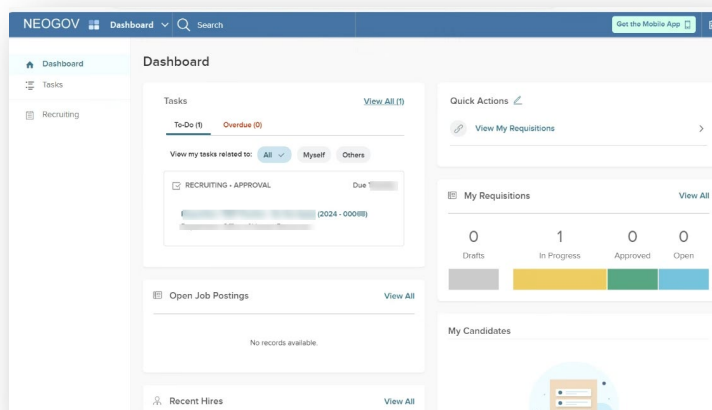 NEOGOV Dashboard Search Get the Mobile App
Dashboard
Tasks
Recruiting
Dashboard
Tasks View All (1)
To-Do (1) Overdue (0)
View my tasks related to: All Myself Others
RECRUITING - APPROVAL Due
(2024 -
Open Job Postings View All
No records available.
Recent Hires View All
Quick Actions
View My Requisitions
My Requisitions View All
0 1 0 0
Drafts In Progress Approved Open
My Candidates